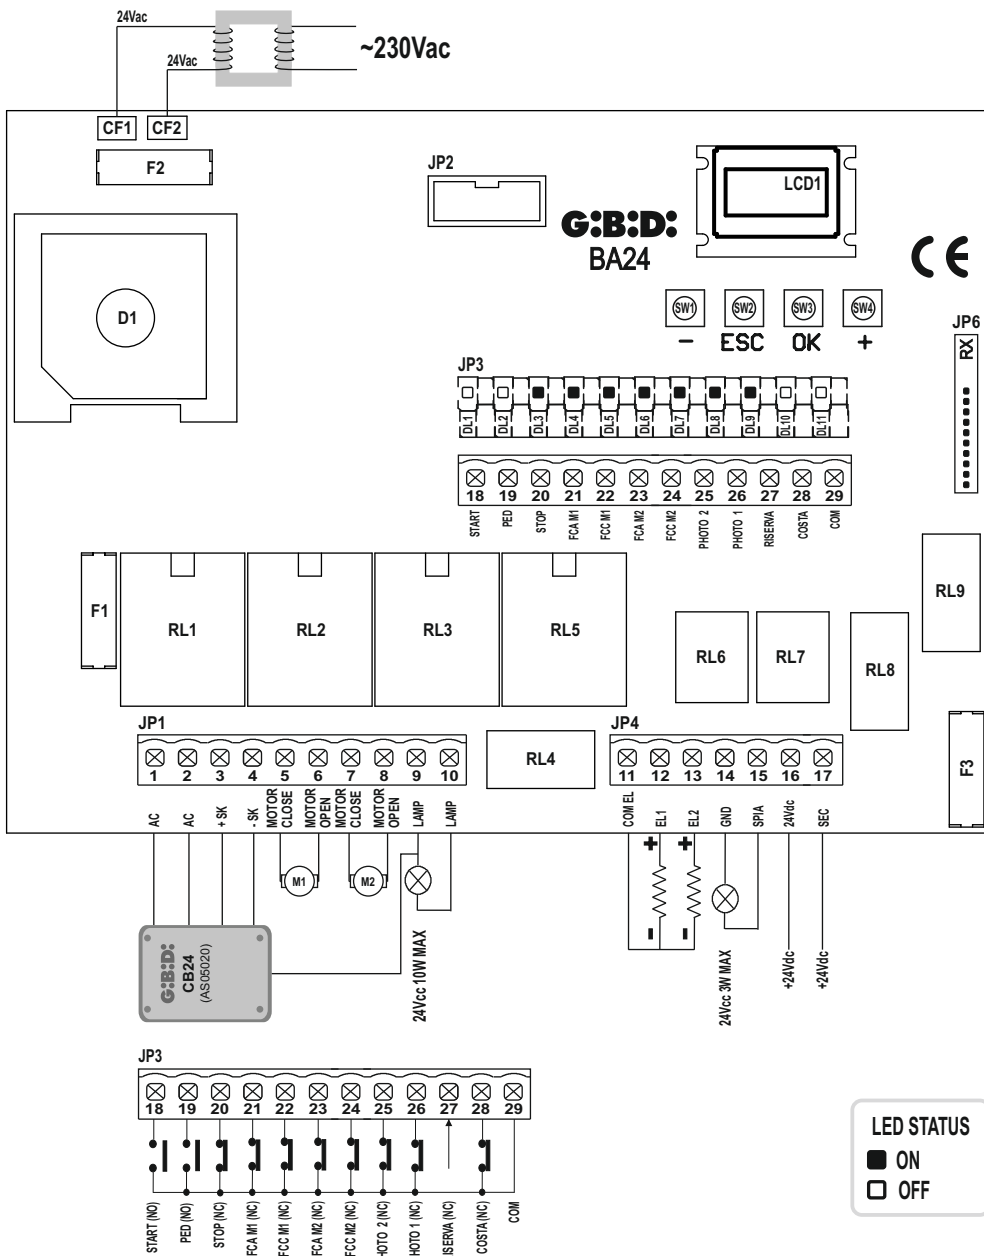 24Vac
24Vac
~230Vac
CF1
CF2
F2
JP2
LCD1
G:B:D:
BA24
CE
D1
SW1
SW2
SW3
SW4
-
ESC
OK
+
JP6
RX
JP3
DL1
DL2
DL3
DL4
DL5
DL6
DL7
DL8
DL9
DL10
DL11
18
19
20
21
22
23
24
25
26
27
28
29
START
PED
STOP
FCA M1
FCC M1
FCA M2
FCC M2
PHOTO 2
PHOTO 1
RISERVA
COSTA
COM
F1
RL1
RL2
RL3
RL5
RL6
RL7
RL8
RL9
JP1
RL4
JP4
F3
1
2
3
4
5
6
7
8
9
10
11
12
13
14
15
16
17
AC
AC
+ SK
- SK
MOTOR CLOSE
MOTOR OPEN
MOTOR CLOSE
MOTOR OPEN
LAMP
LAMP
COM EL
EL1
EL2
GND
SPIA
24Vdc
SEC
+
+
M1
M2
-
-
G:B:D:
CB24
(AS05020)
24Vcc 10W MAX
24Vcc 3W MAX
+24Vdc
+24Vdc
JP3
18
19
20
21
22
23
24
25
26
27
28
29
START (NO)
PED (NO)
STOP (NC)
FCA M1 (NC)
FCC M1 (NC)
FCA M2 (NC)
FCC M2 (NC)
HOTO 2 (NC)
HOTO 1 (NC)
ISERVA (NC)
COSTA (NC)
COM
LED STATUS
ON
OFF